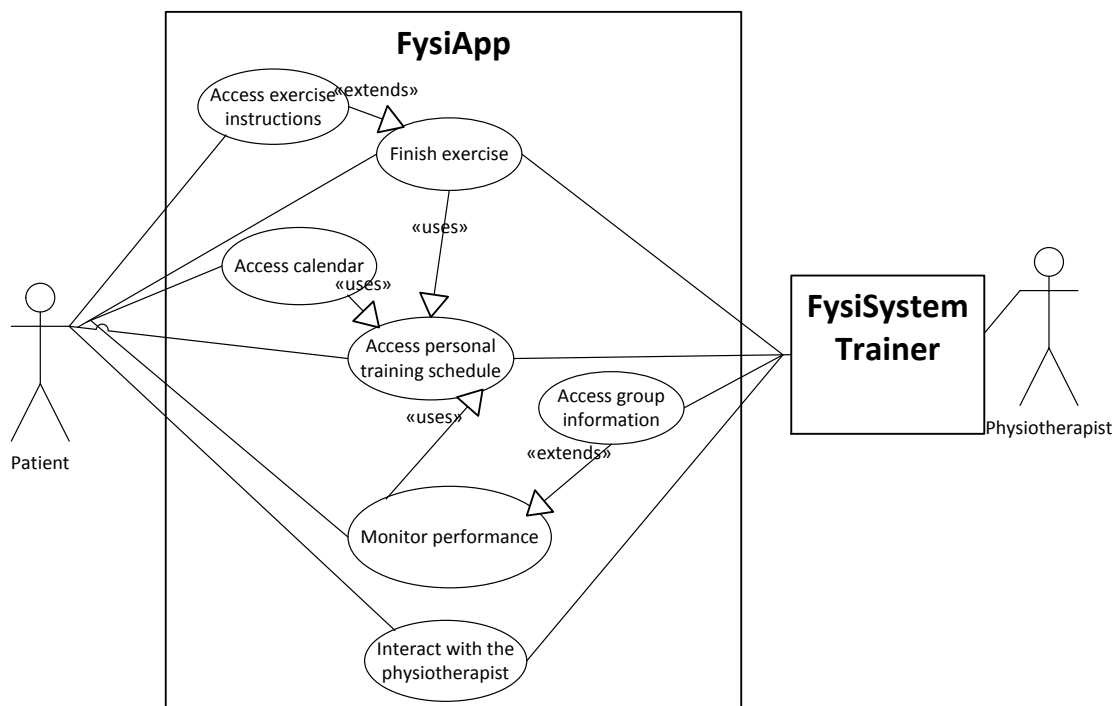 FysiApp
Access exercise
instructions
«extends»
Finish exercise
«uses»
Access calendar
«uses»
Access personal
training schedule
«uses»
Access group
information
«extends»
Monitor performance
Interact with the
physiotherapist
Patient
FysiSystem
Trainer
Physiotherapist